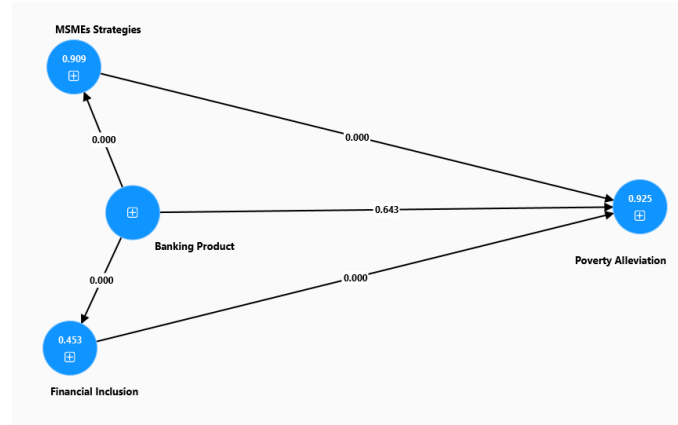 MSMEs Strategies
0.909
0.000
0.000
0.925
0.643
Banking Product
Poverty Alleviation
0.000
0.000
0.453
Financial Inclusion